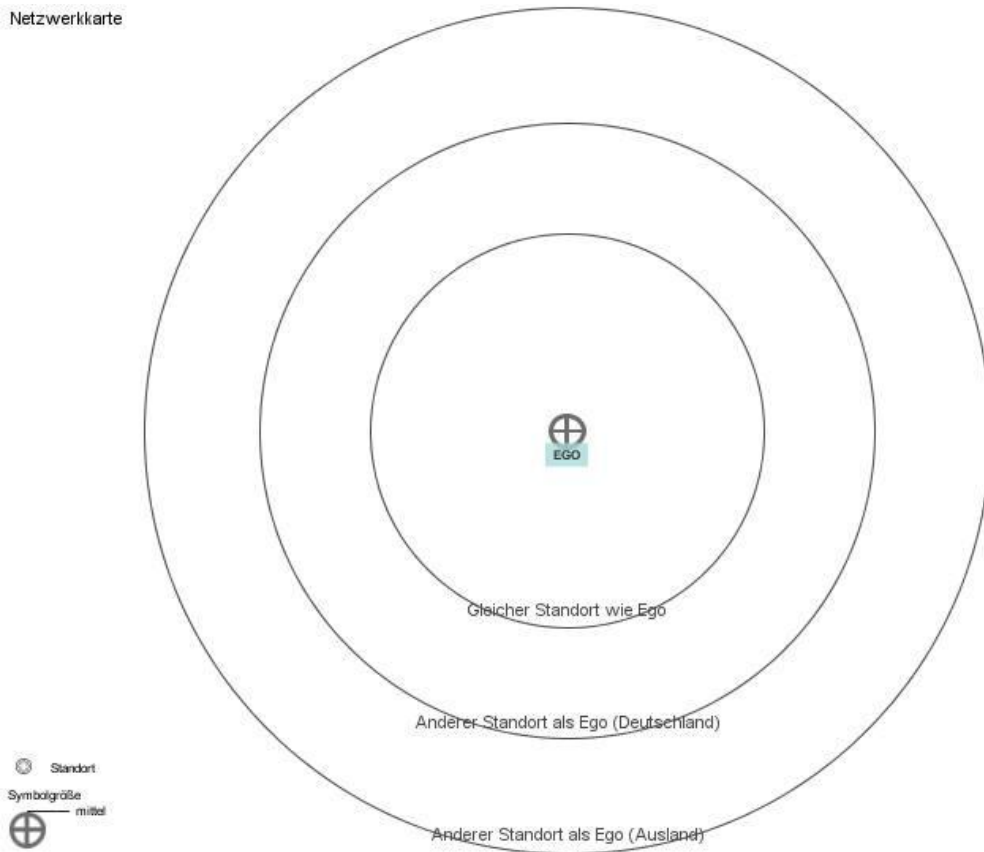 Netzwerkkarte
EGO
Gleicher Standort wie Ego
Anderer Standort als Ego (Deutschland)
Standort
Symbolgröße
mittel
Anderer Standort als Ego (Ausland)